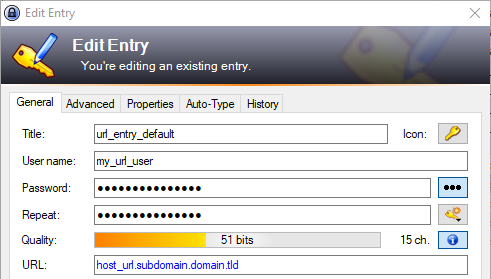 Edit Entry
Edit Entry
You're editing an existing entry.
General Advanced Properties Auto-Type History
Title: url_entry_default Icon:
User name: my_url_user
Password: ●●●●●●●●●●●●●●● ●●●
Repeat: ●●●●●●●●●●●●●●●
Quality: 51 bits 15 ch.
URL: host_url.subdomain.domain.tld